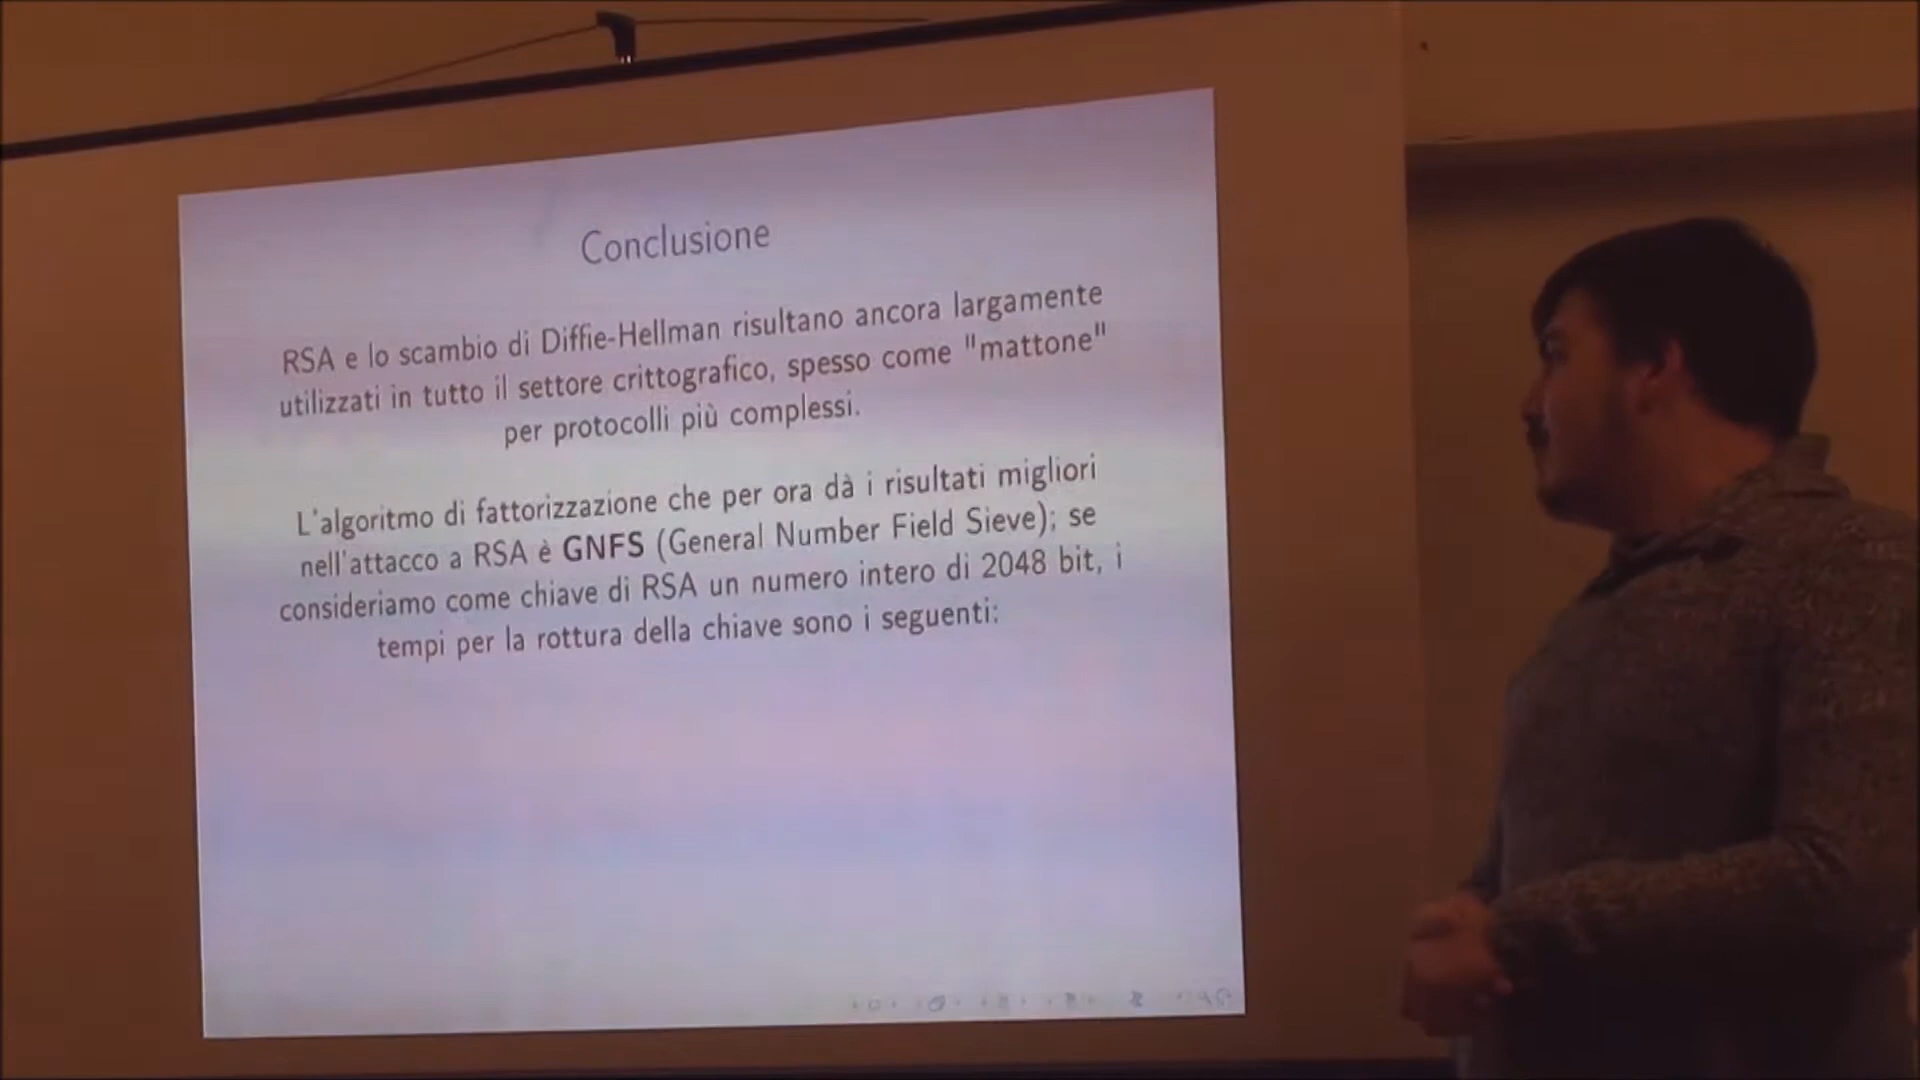 Conclusione
RSA e lo scambio di Diffie-Hellman risultano ancora largamente
utilizzati in tutto il settore crittografico, spesso come "mattone"
per protocolli più complessi.
L'algoritmo di fattorizzazione che per ora dà i risultati migliori
nell'attacco a RSA è GNFS (General Number Field Sieve); se
consideriamo come chiave di RSA un numero intero di 2048 bit, i
tempi per la rottura della chiave sono i seguenti: